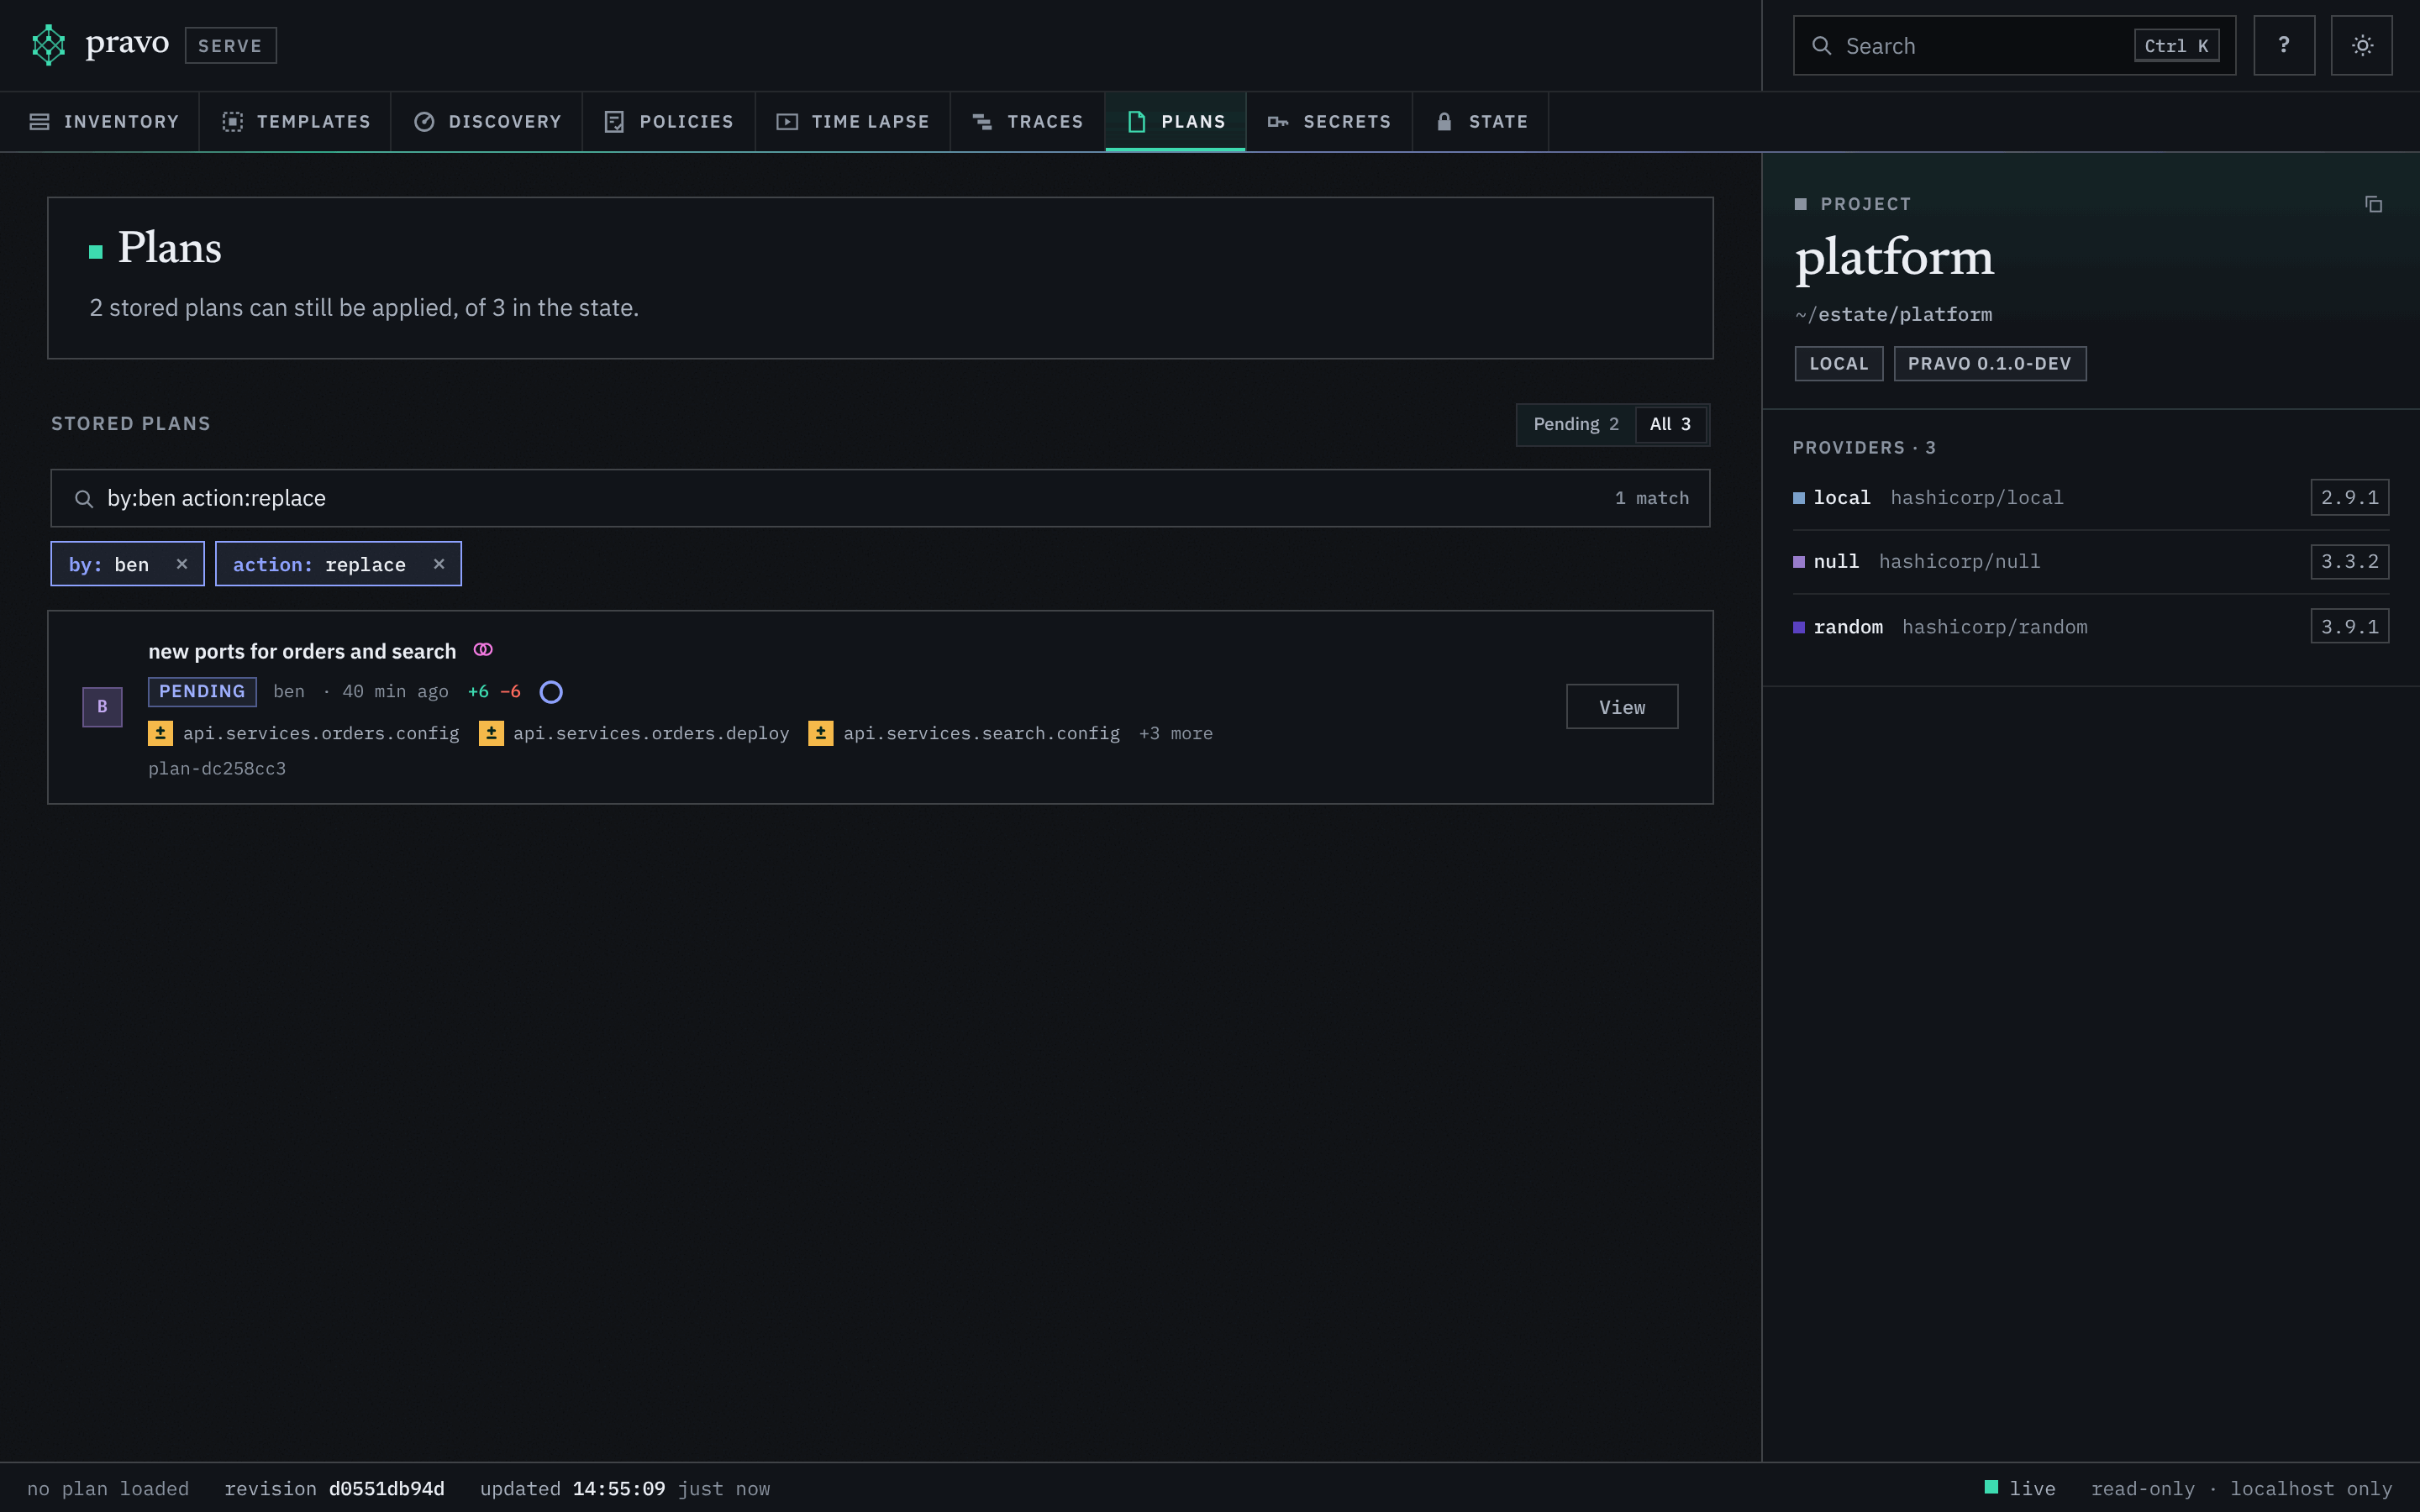 pravo SERVE
Search Ctrl K ?
INVENTORY TEMPLATES DISCOVERY POLICIES TIME LAPSE TRACES PLANS SECRETS STATE
Plans
2 stored plans can still be applied, of 3 in the state.
STORED PLANS
Pending 2 All 3
by:ben action:replace 1 match
by: ben × action: replace ×
new ports for orders and search
B
PENDING ben · 40 min ago +6 −6
± api.services.orders.config ± api.services.orders.deploy ± api.services.search.config +3 more
plan-dc258cc3
View
PROJECT
platform
~/estate/platform
LOCAL PRAVO 0.1.0-DEV
PROVIDERS · 3
local hashicorp/local 2.9.1
null hashicorp/null 3.3.2
random hashicorp/random 3.9.1
no plan loaded revision d0551db94d updated 14:55:09 just now
live read-only · localhost only